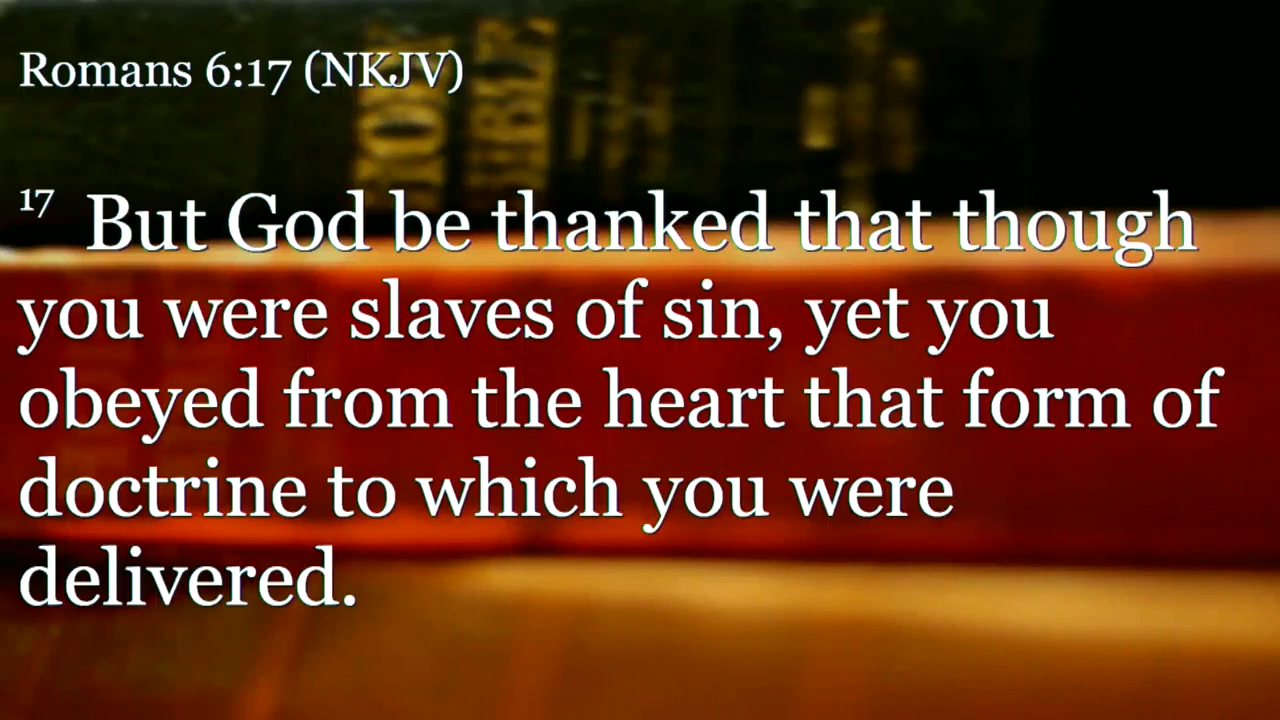 Romans 6:17 (NKJV)
17 But God be thanked that though
you were slaves of sin, yet you
obeyed from the heart that form of
doctrine to which you were
delivered.